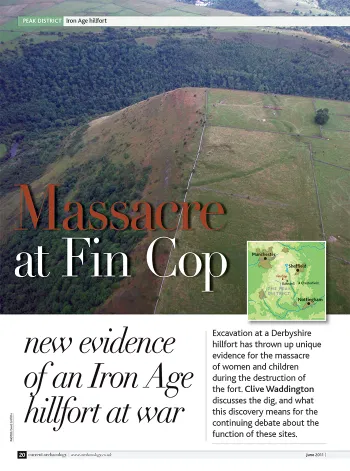 PEAK DISTRICT Iron Age hillfort
Massacre
at Fin Cop
Manchester
Sheffield
Nottingham
new evidence
of an Iron Age
hillfort at war
Excavation at a Derbyshire
hillfort has thrown up unique
evidence for the massacre
of women and children
during the destruction of
the fort. Clive Waddington
discusses the dig, and what
this discovery means for the
continuing debate about the
function of these sites.
20 current archaeology | www.archaeology.co.uk
June 2011 |